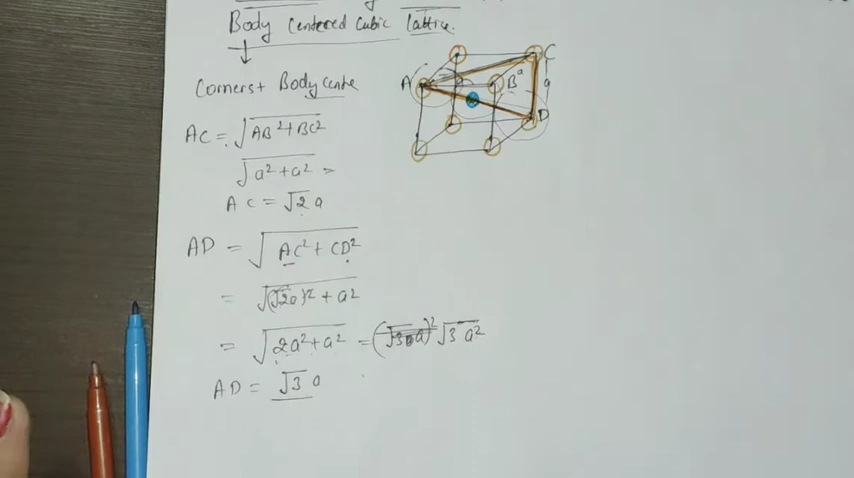 Body Centered Cubic Lattice.
Corners + Body centre
A C B a a D
AC = √AB² + BC²
√a² + a² =
AC = √2 a
AD = √AC² + CD²
= √(√2a)² + a²
= √2a² + a² = √3 a²
AD = √3 a